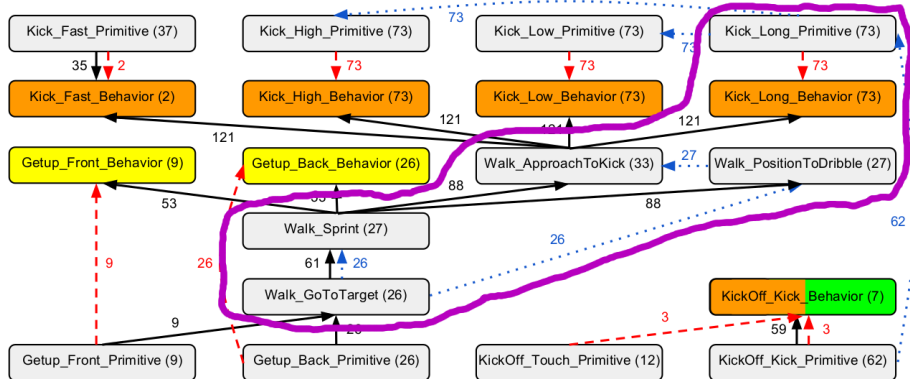 73
Kick_Fast_Primitive (37) Kick_High_Primitive (73) Kick_Low_Primitive (73) Kick_Long_Primitive (73)
73
35 2 73 73 73
Kick_Fast_Behavior (2) Kick_High_Behavior (73) Kick_Low_Behavior (73) Kick_Long_Behavior (73)
121 121 121
121
Getup_Front_Behavior (9) Getup_Back_Behavior (26) Walk_ApproachToKick (33) 27 Walk_PositionToDribble (27)
53 53 88 88
Walk_Sprint (27) 62
26
9 26 61 26
Walk_GoToTarget (26) KickOff_Kick_Behavior (7)
9 26 3 59 3
Getup_Front_Primitive (9) Getup_Back_Primitive (26) KickOff_Touch_Primitive (12) KickOff_Kick_Primitive (62)